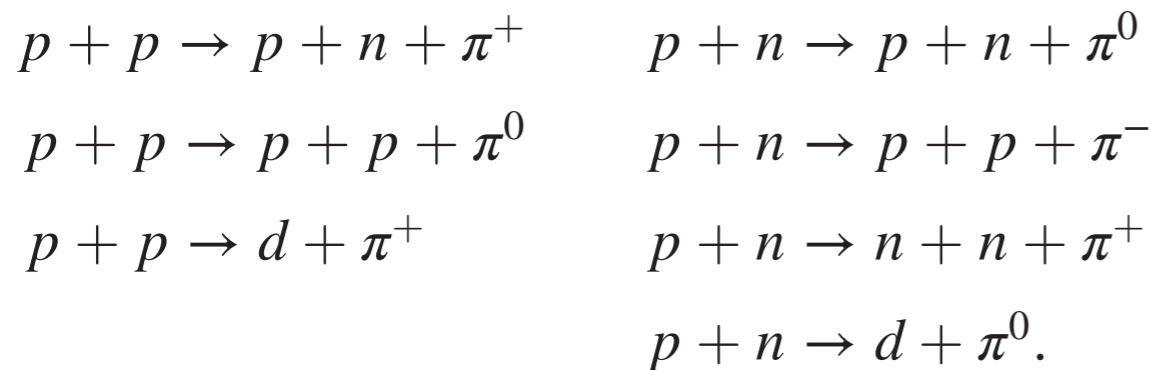 p + p → p + n + π⁺
p + p → p + p + π⁰
p + p → d + π⁺
p + n → p + n + π⁰
p + n → p + p + π⁻
p + n → n + n + π⁺
p + n → d + π⁰.